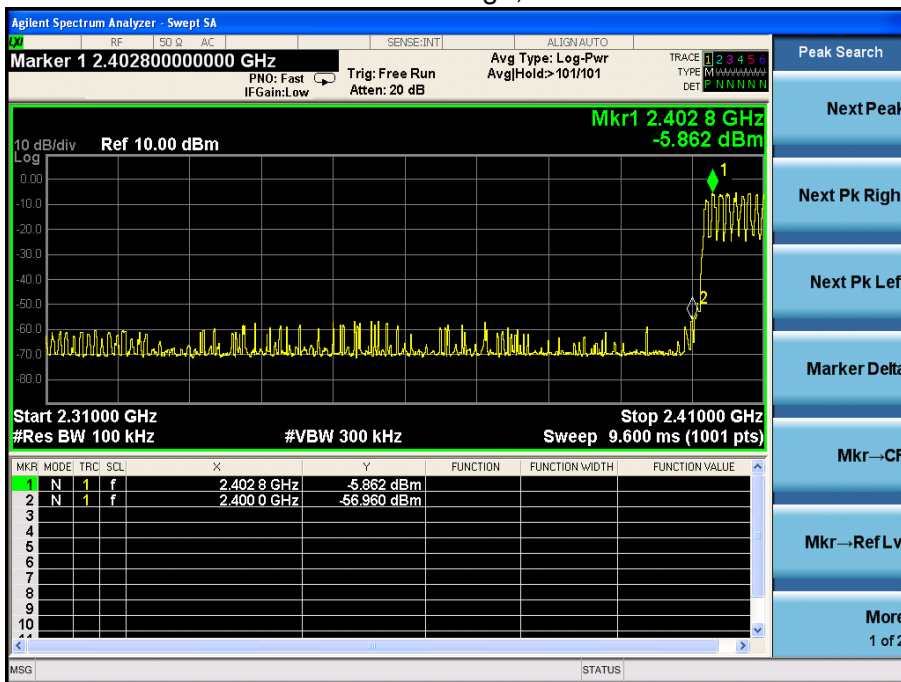 Agilent Spectrum Analyzer - Swept SA
LXI RF 50 Ω AC SENSE:INT ALIGNAUTO
Marker 1 2.402800000000 GHz
PNO: Fast
IFGain:Low
Trig: Free Run
Atten: 20 dB
Avg Type: Log-Pwr
Avg|Hold:>101/101
TRACE 1 2 3 4 5 6
TYPE M
DET P N N N N N
Mkr1 2.402 8 GHz
-5.862 dBm
10 dB/div Ref 10.00 dBm
Log
1
0.00
-10.0
-20.0
-30.0
-40.0
-50.0
2
-60.0
-70.0
-80.0
Start 2.31000 GHz Stop 2.41000 GHz
#Res BW 100 kHz #VBW 300 kHz Sweep 9.600 ms (1001 pts)
MKR MODE TRC SCL X Y FUNCTION FUNCTION WIDTH FUNCTION VALUE
1 N 1 f 2.402 8 GHz -5.862 dBm
2 N 1 f 2.400 0 GHz -56.960 dBm
3
4
5
6
7
8
9
10
MSG STATUS
Peak Search
Next Peak
Next Pk Righ
Next Pk Lef
Marker Delta
Mkr→CF
Mkr→Ref Lv
More
1 of 2